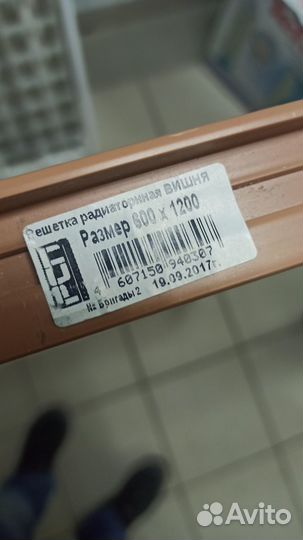 Решетка радиаторная ВИШНЯ
Размер 600 x 1200
4 607150 940307
№ Бригады2 19.09.2017г.
Avito